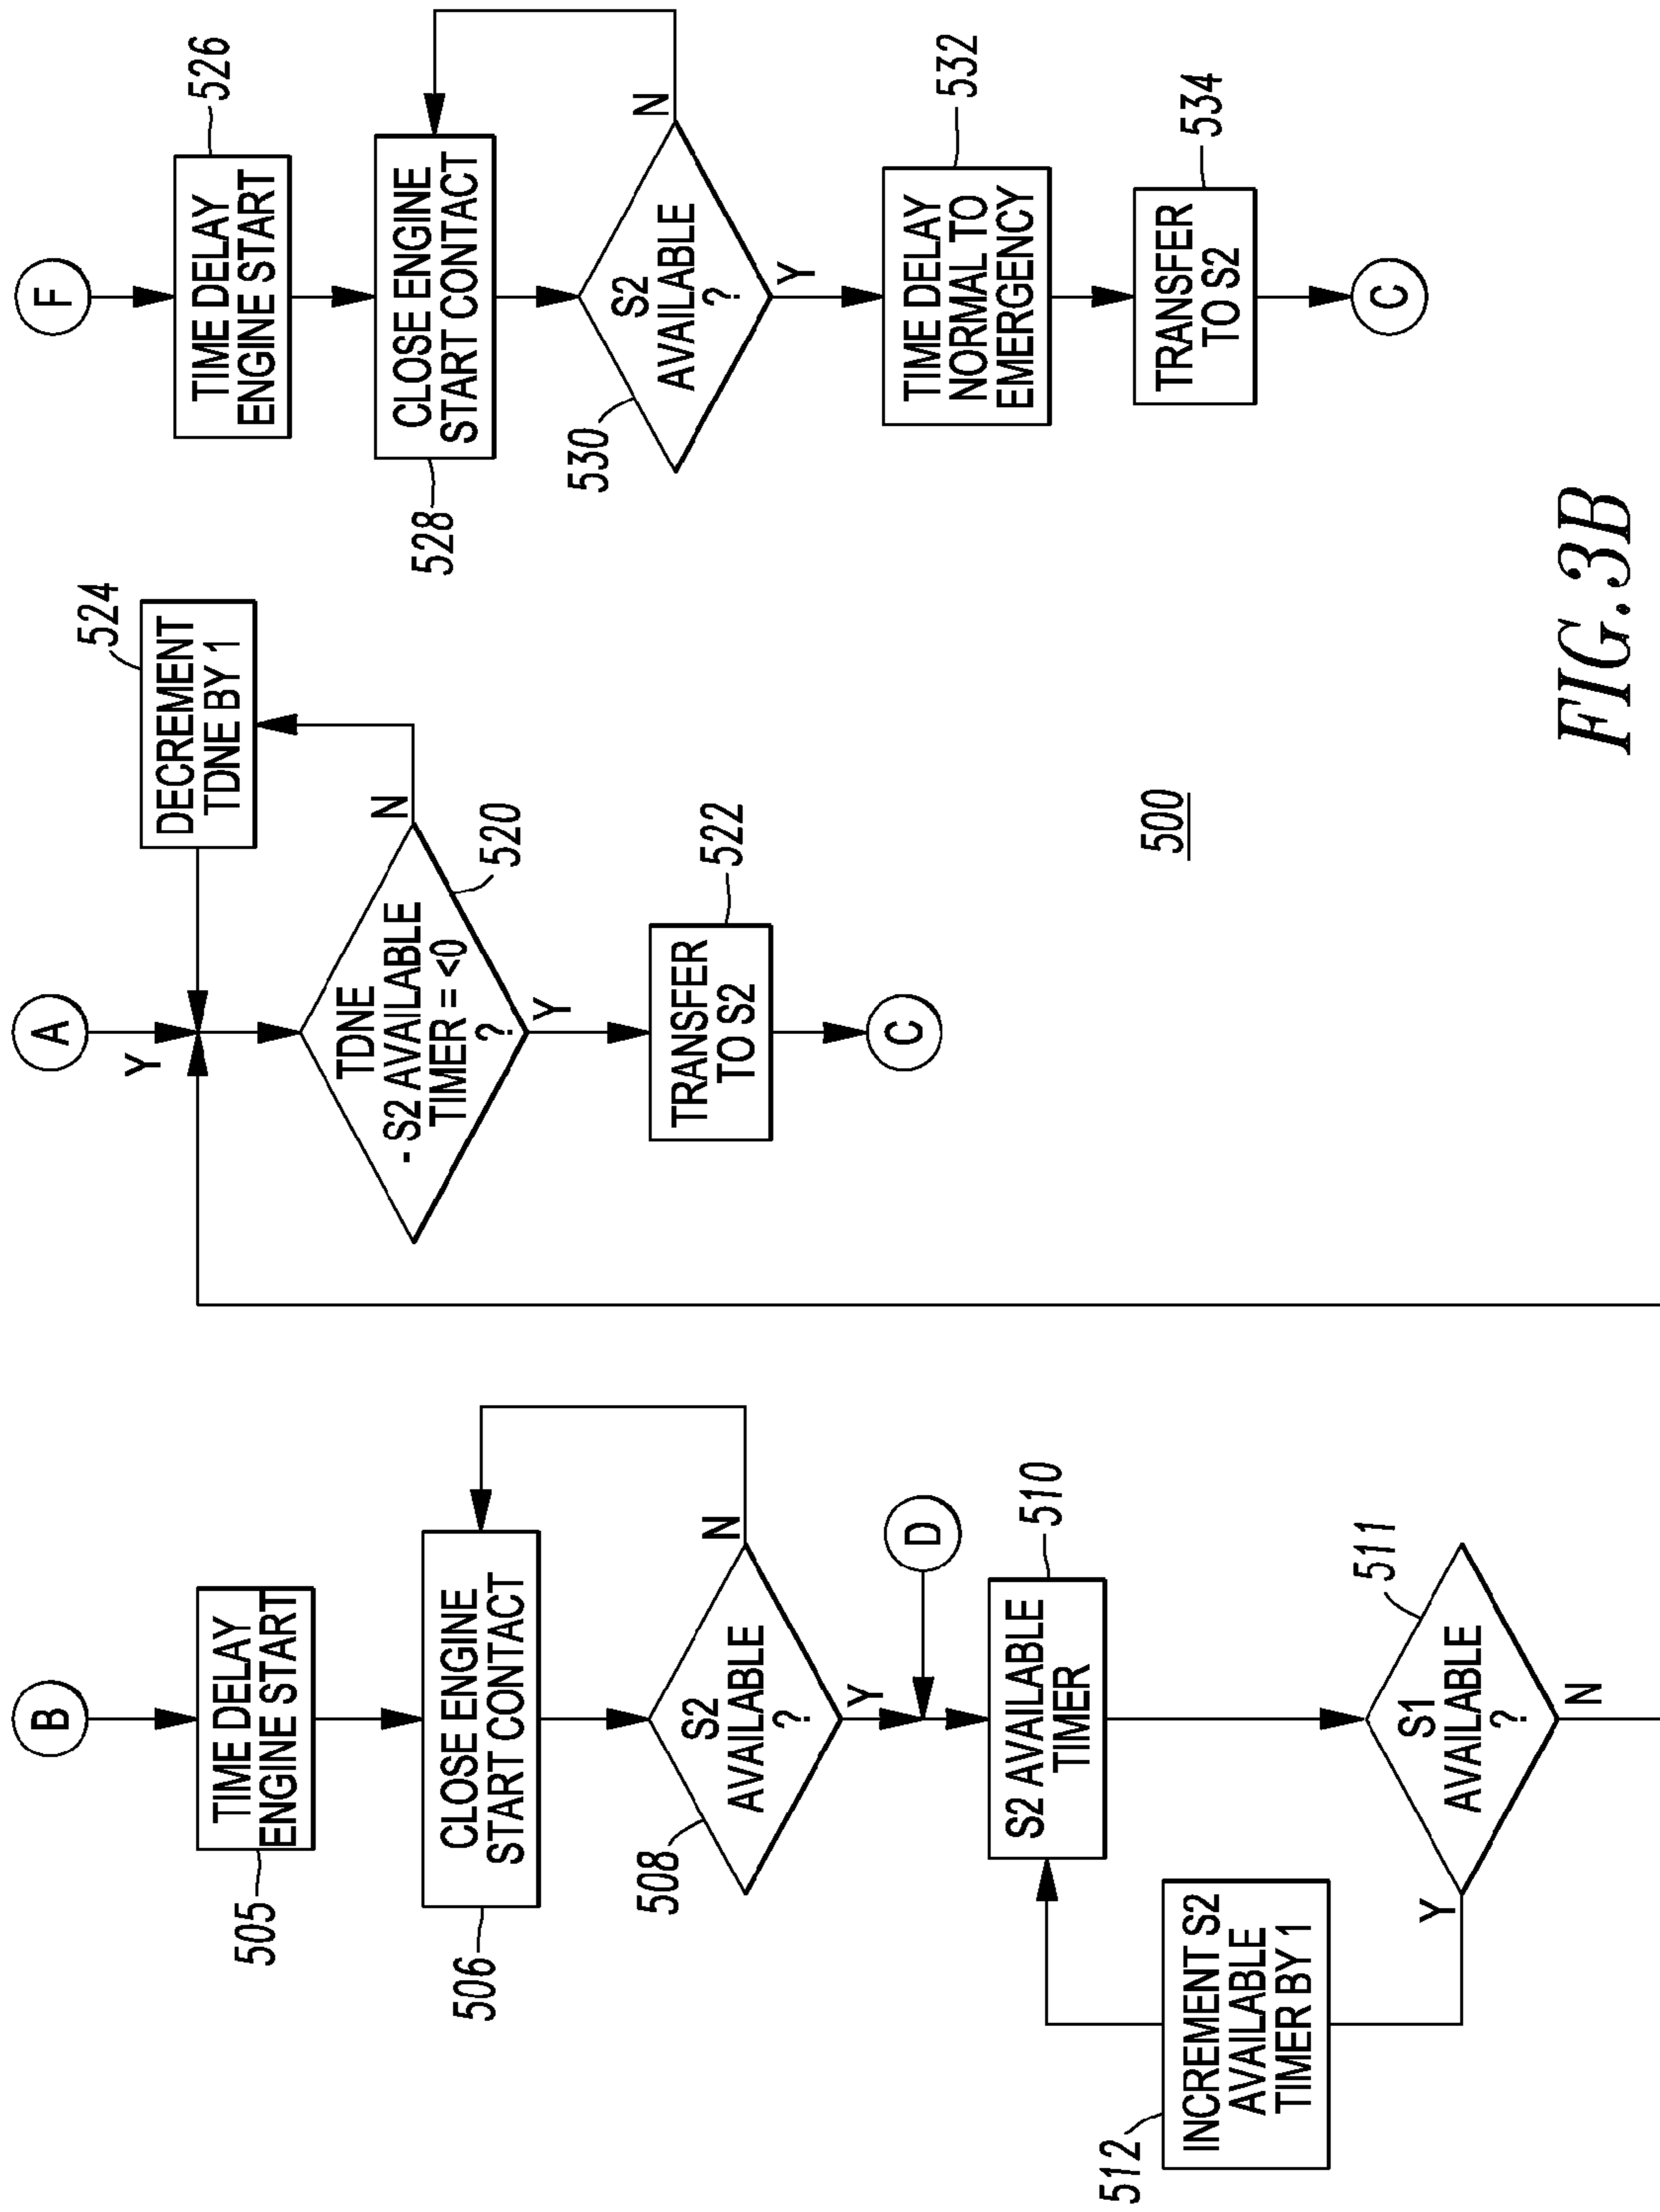 B
TIME DELAY
ENGINE START
505
CLOSE ENGINE
START CONTACT
506
S2
AVAILABLE
?
508
N
Y
D
S2 AVAILABLE
TIMER
510
S1
AVAILABLE
?
511
Y
N
INCREMENT S2
AVAILABLE
TIMER BY 1
512
A
Y
DECREMENT
TDNE BY 1
524
TDNE
- S2 AVAILABLE
TIMER = <0
?
520
N
Y
TRANSFER
TO S2
522
C
F
TIME DELAY
ENGINE START
526
CLOSE ENGINE
START CONTACT
528
S2
AVAILABLE
?
530
N
Y
TIME DELAY
NORMAL TO
EMERGENCY
532
TRANSFER
TO S2
534
C
500
FIG.3B